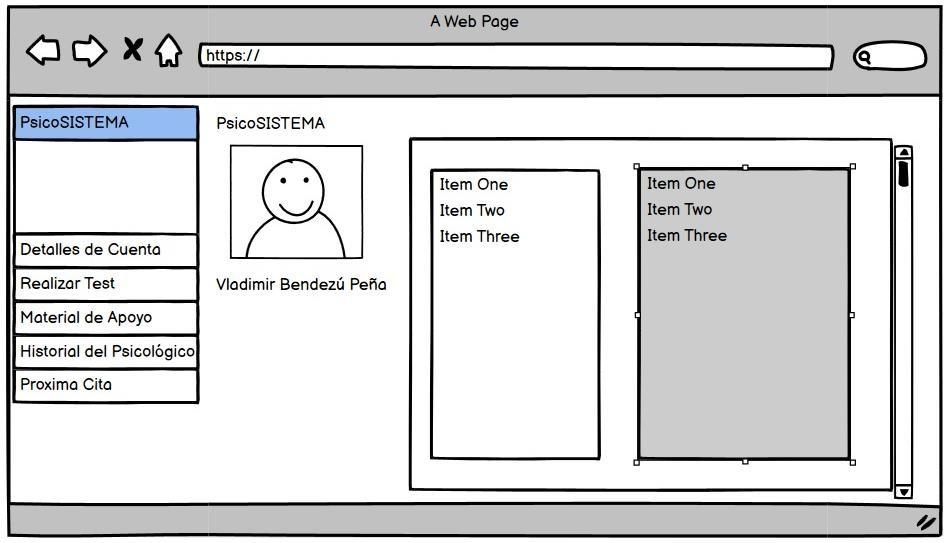 A Web Page
https://
PsicoSISTEMA
Detalles de Cuenta
Realizar Test
Material de Apoyo
Historial del Psicológico
Proxima Cita
PsicoSISTEMA
Vladimir Bendezú Peña
Item One
Item Two
Item Three
Item One
Item Two
Item Three